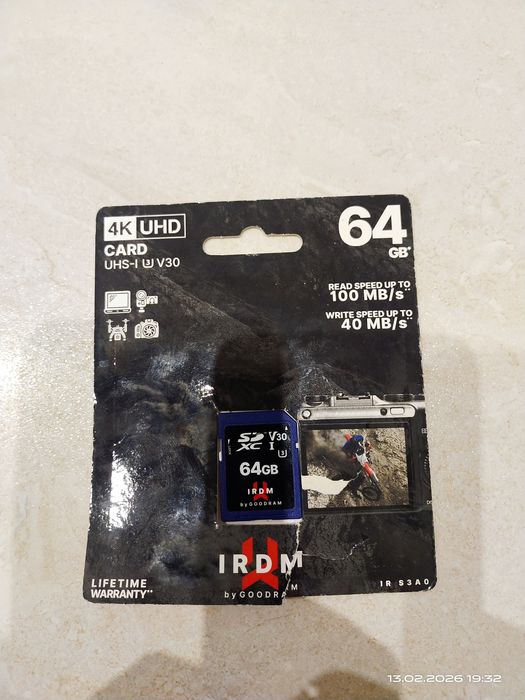 4K UHD
CARD
UHS-I U3 V30
64
GB*
READ SPEED UP TO
100 MB/s**
WRITE SPEED UP TO
40 MB/s**
SD XC V30
I U3
64GB
IRDM
by GOODRAM
IRDM
by GOODRAM
LIFETIME
WARRANTY**
IR S3A0
13.02.2026 19:32